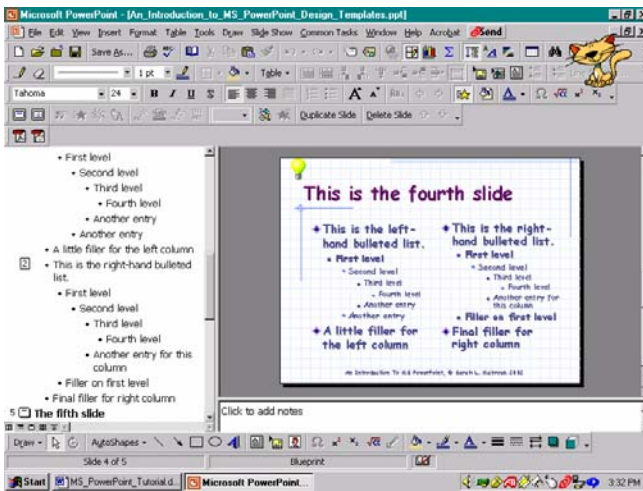 Microsoft PowerPoint - [An_Introduction_to_MS_PowerPoint_Design_Templates.ppt]
File Edit View Insert Format Table Tools Draw Slide Show Common Tasks Window Help Acrobat Send
Save As...
1 pt Table
Tahoma 24 B I U S A A
Duplicate Slide Delete Slide
• First level
• Second level
• Third level
• Fourth level
• Another entry
• Another entry
• A little filler for the left column
2 • This is the right-hand bulleted
list.
• First level
• Second level
• Third level
• Fourth level
• Another entry for this
column
• Filler on first level
• Final filler for right column
5 The fifth slide
This is the fourth slide
This is the left-
hand bulleted list.
• First level
Second level
• Third level
Fourth level
• Another entry
Another entry
A little filler for
the left column
This is the right-
hand bulleted list.
• First level
Second level
• Third level
Fourth level
• Another entry for
this column
• Filler on first level
Final filler for
right column
An Introduction To MS PowerPoint, © Sarah L.
Click to add notes
Draw AutoShapes
Slide 4 of 5 Blueprint
Start MS_PowerPoint_Tutorial.d... Microsoft PowerPoint... 3:32 PM